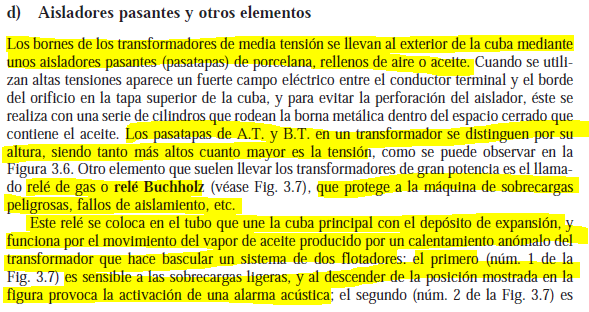 d) Aisladores pasantes y otros elementos
Los bornes de los transformadores de media tensión se llevan al exterior de la cuba mediante
unos aisladores pasantes (pasatapas) de porcelana, rellenos de aire o aceite. Cuando se utili-
zan altas tensiones aparece un fuerte campo eléctrico entre el conductor terminal y el borde
del orificio en la tapa superior de la cuba, y para evitar la perforación del aislador, éste se
realiza con una serie de cilindros que rodean la borna metálica dentro del espacio cerrado que
contiene el aceite. Los pasatapas de A.T. y B.T. en un transformador se distinguen por su
altura, siendo tanto más altos cuanto mayor es la tensión, como se puede observar en la
Figura 3.6. Otro elemento que suelen llevar los transformadores de gran potencia es el llama-
do relé de gas o relé Buchholz (véase Fig. 3.7), que protege a la máquina de sobrecargas
peligrosas, fallos de aislamiento, etc.
Este relé se coloca en el tubo que une la cuba principal con el depósito de expansión, y
funciona por el movimiento del vapor de aceite producido por un calentamiento anómalo del
transformador que hace bascular un sistema de dos flotadores: el primero (núm. 1 de la
Fig. 3.7) es sensible a las sobrecargas ligeras, y al descender de la posición mostrada en la
figura provoca la activación de una alarma acústica; el segundo (núm. 2 de la Fig. 3.7) es